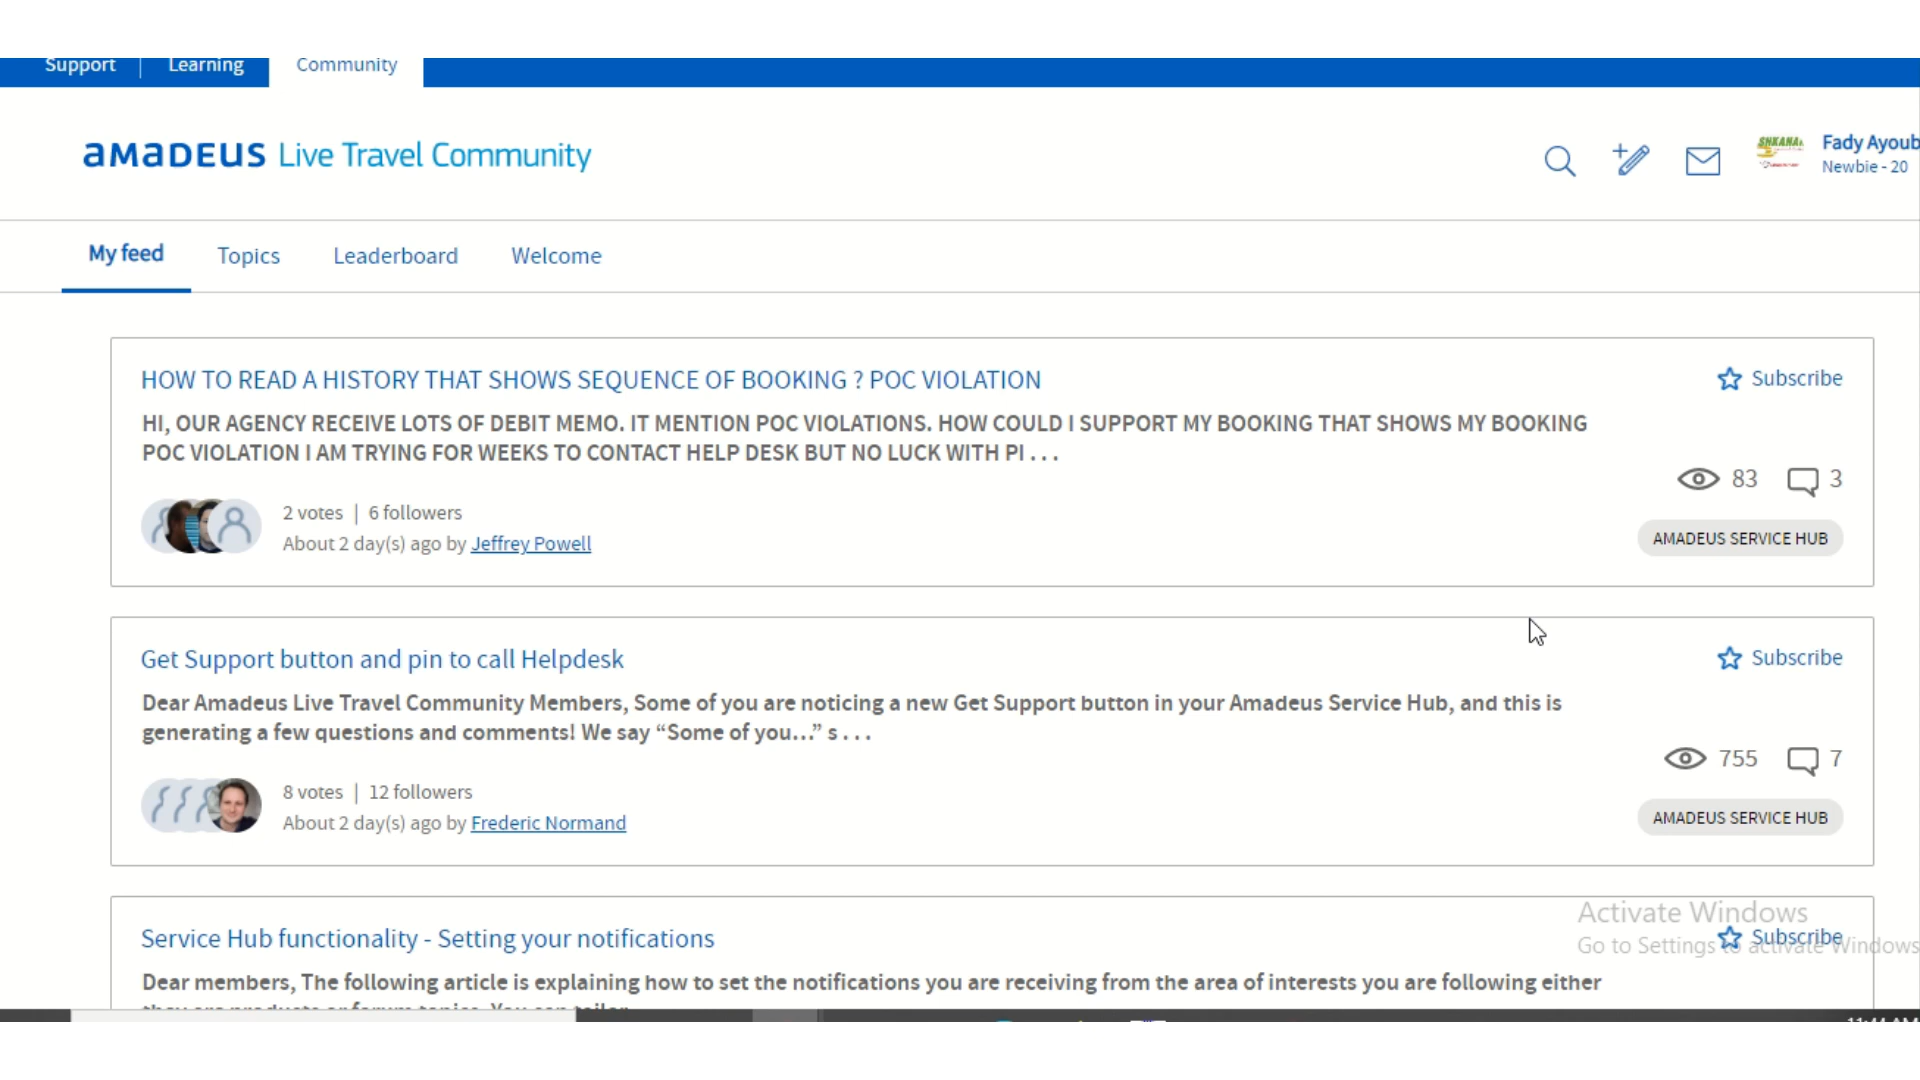 Support | Learning Community
aMaDEUS Live Travel Community
Fady Ayoub
Newbie - 20
My feed Topics Leaderboard Welcome
HOW TO READ A HISTORY THAT SHOWS SEQUENCE OF BOOKING ? POC VIOLATION
Subscribe
HI, OUR AGENCY RECEIVE LOTS OF DEBIT MEMO. IT MENTION POC VIOLATIONS. HOW COULD I SUPPORT MY BOOKING THAT SHOWS MY BOOKING
POC VIOLATION I AM TRYING FOR WEEKS TO CONTACT HELP DESK BUT NO LUCK WITH PI . . .
83 3
2 votes | 6 followers
About 2 day(s) ago by Jeffrey Powell
AMADEUS SERVICE HUB
Get Support button and pin to call Helpdesk
Subscribe
Dear Amadeus Live Travel Community Members, Some of you are noticing a new Get Support button in your Amadeus Service Hub, and this is
generating a few questions and comments! We say “Some of you...” s . . .
755 7
8 votes | 12 followers
About 2 day(s) ago by Frederic Normand
AMADEUS SERVICE HUB
Activate Windows
Go to Settings to activate Windows
Service Hub functionality - Setting your notifications
Subscribe
Dear members, The following article is explaining how to set the notifications you are receiving from the area of interests you are following either